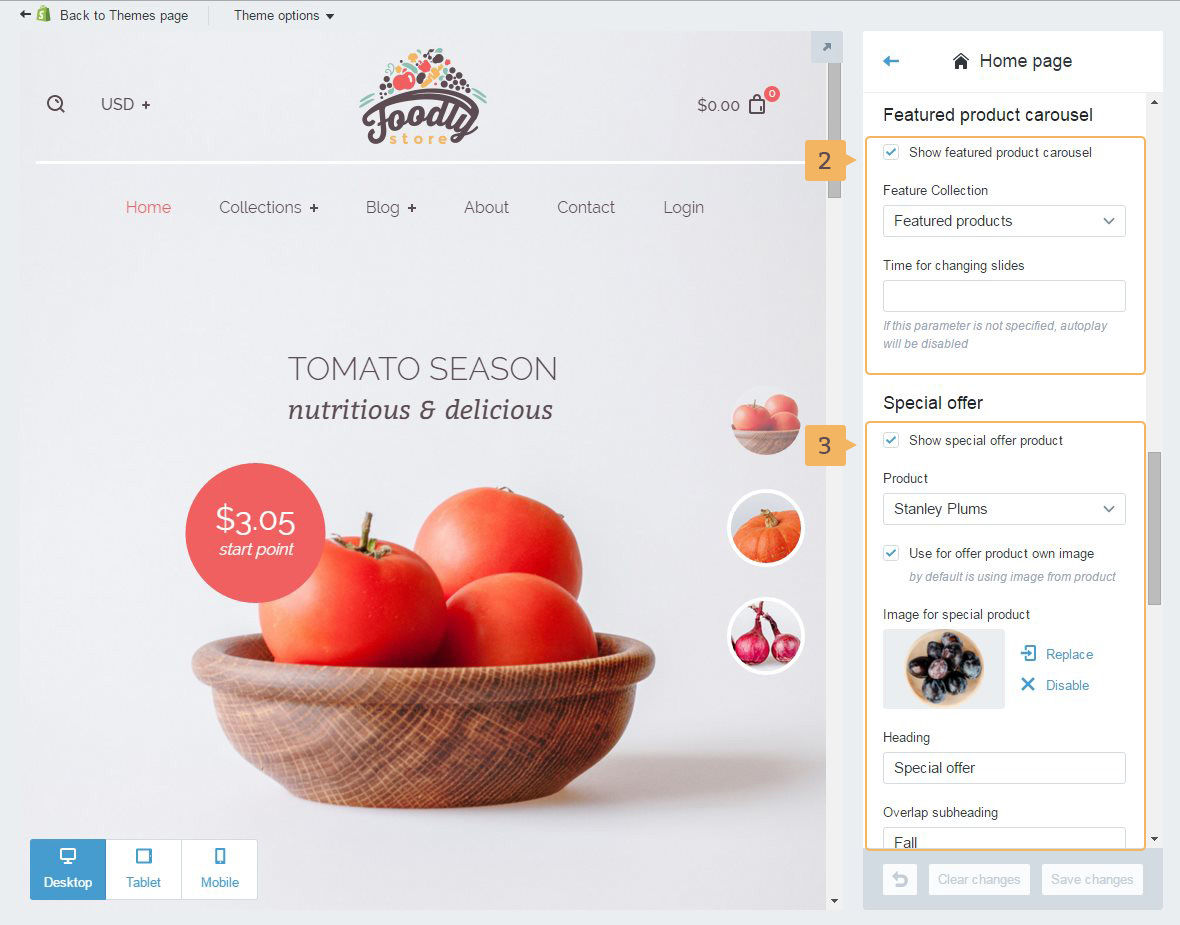 Back to Themes page
Theme options
USD +
Foodly
store
$0.00
0
Home
Collections +
Blog +
About
Contact
Login
TOMATO SEASON
nutritious & delicious
$3.05
start point
Desktop
Tablet
Mobile
Home page
Featured product carousel
2
Show featured product carousel
Feature Collection
Featured products
Time for changing slides
If this parameter is not specified, autoplay
will be disabled
Special offer
3
Show special offer product
Product
Stanley Plums
Use for offer product own image
by default is using image from product
Image for special product
Replace
Disable
Heading
Special offer
Overlap subheading
Fall
Clear changes
Save changes